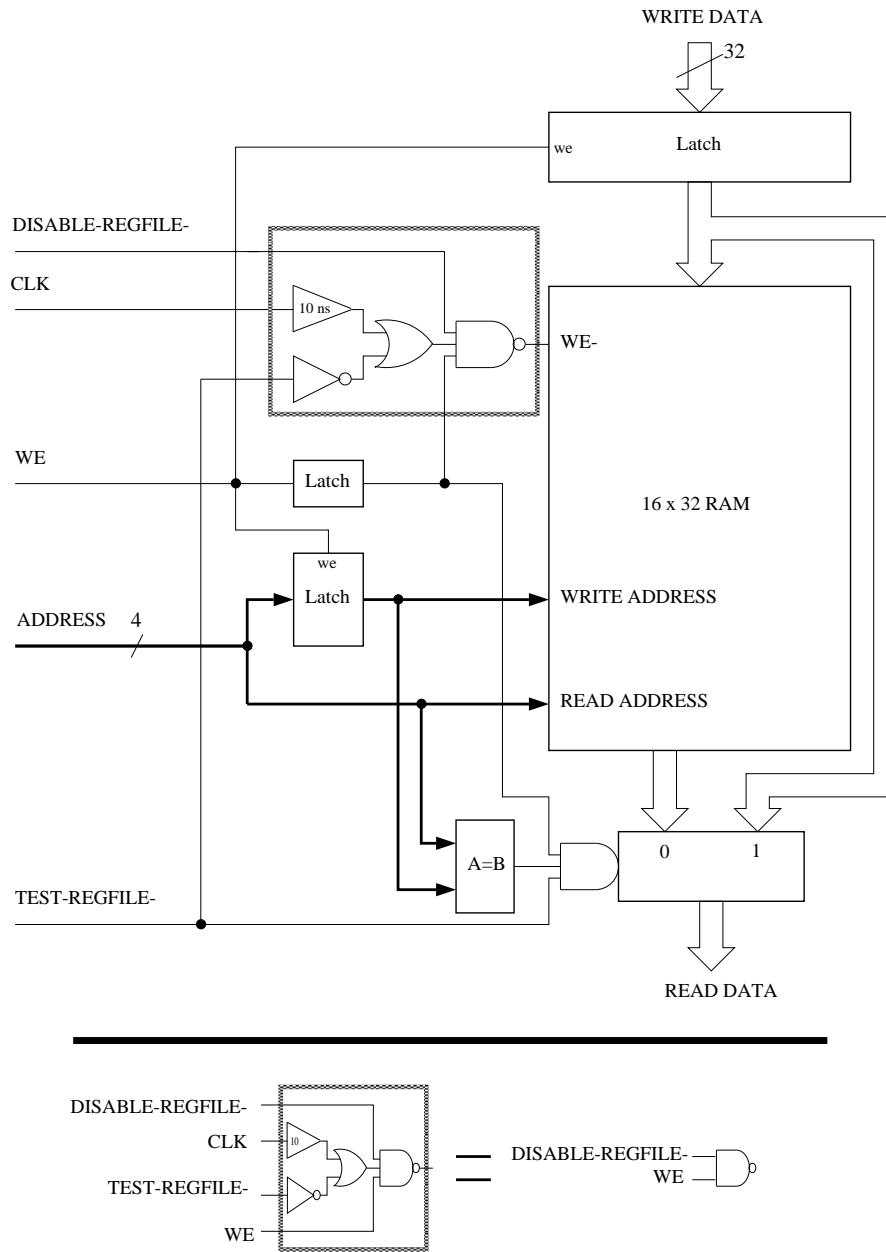 WRITE DATA
32
we
Latch
DISABLE-REGFILE-
CLK
10 ns
WE-
WE
Latch
16 x 32 RAM
we
Latch
WRITE ADDRESS
ADDRESS
4
READ ADDRESS
A=B
0
1
TEST-REGFILE-
READ DATA
DISABLE-REGFILE-
CLK
10
TEST-REGFILE-
WE
DISABLE-REGFILE-
WE